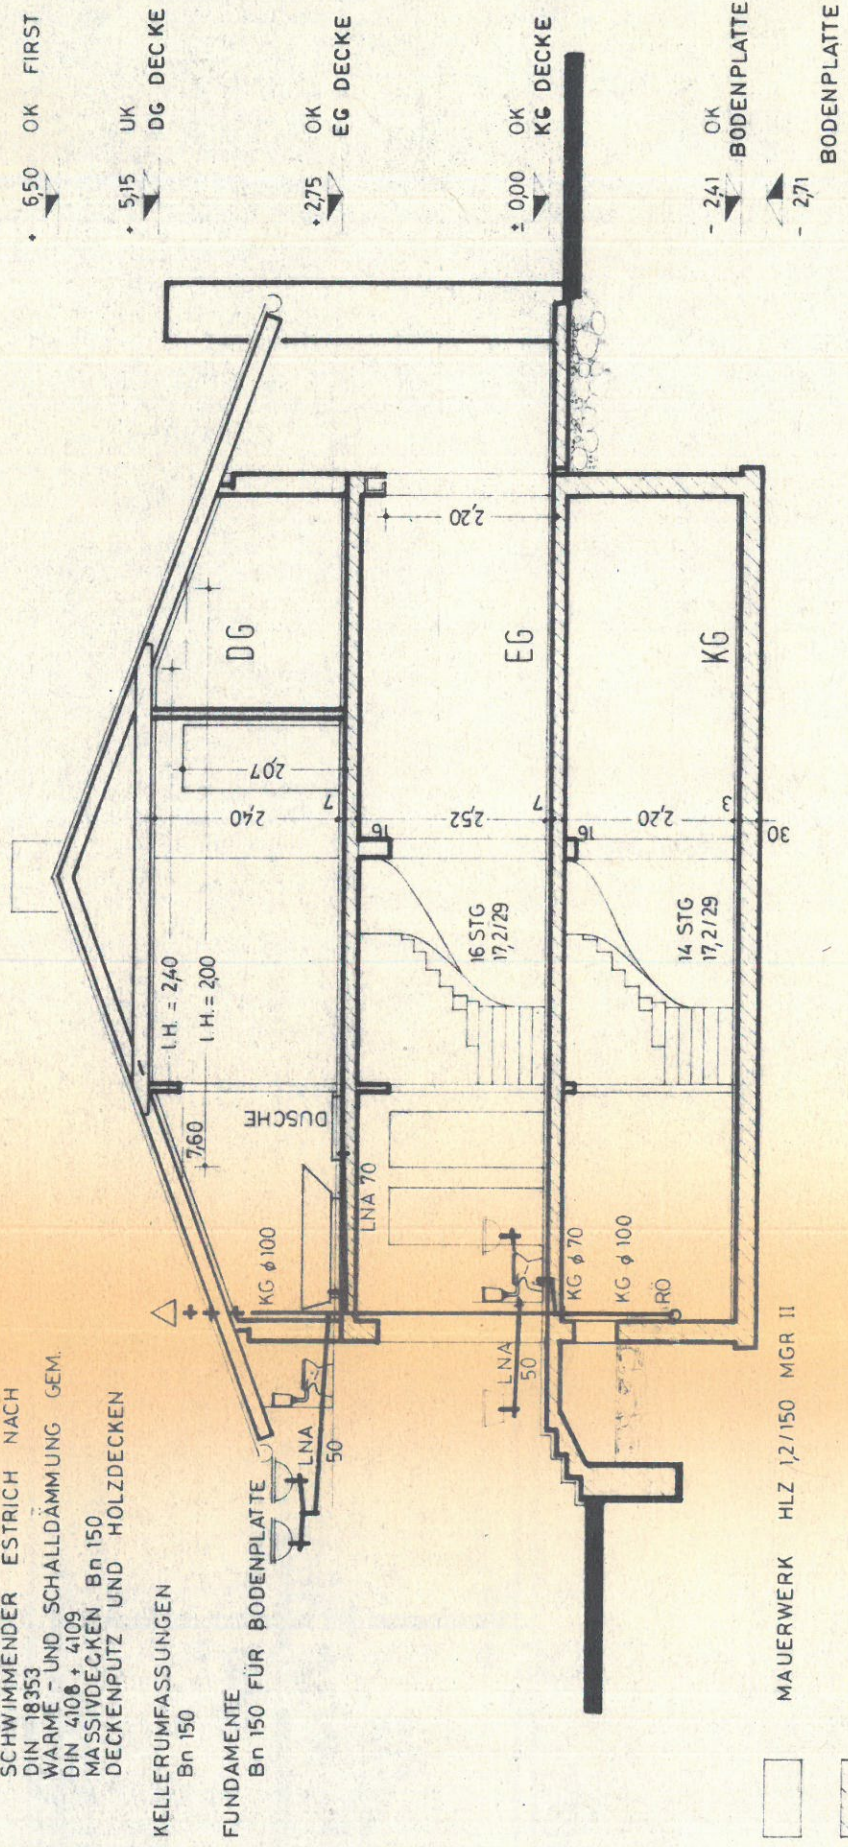 SCHWIMMENDER ESTRICH NACH
DIN 18353
WÄRME - UND SCHALLDÄMMUNG GEM.
DIN 4108 + 4109
MASSIVDECKEN Bn 150
DECKENPUTZ UND HOLZDECKEN
KELLERUMFASSUNGEN
Bn 150
FUNDAMENTE
Bn 150 FÜR BODENPLATTE
+ 6,50 OK FIRST
+ 5,15 UK
DG DECKE
+ 2,75 OK
EG DECKE
± 0,00 OK
KG DECKE
- 2,41 OK
BODENPLATTE
- 2,71
BODENPLATTE
l.H. = 2,40
l.H. = 2,00
7,60
DUSCHE
KG ϕ 100
LNA
50
LNA 70
2,40
2,07
7
DG
16
2,52
7
2,20
EG
16 STG
17,2/29
LNA
50
KG ϕ 70
KG ϕ 100
RÖ
16
2,20
3
30
KG
14 STG
17,2/29
MAUERWERK HLZ 1,2/150 MGR II